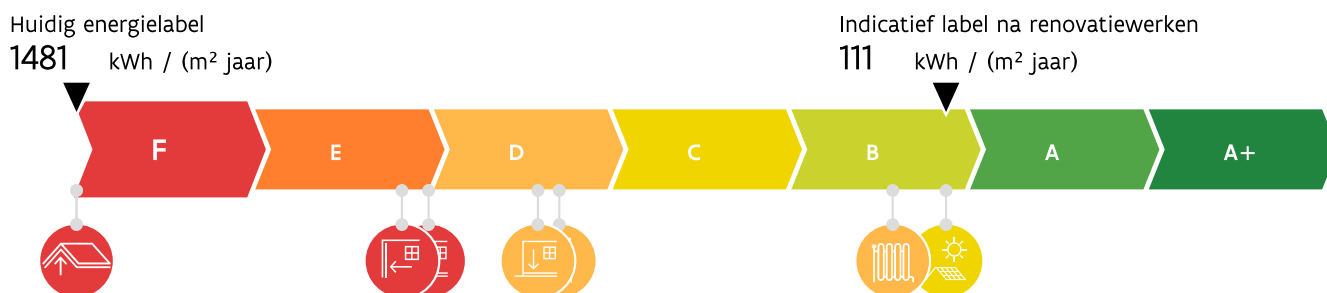 Huidig energielabel
1481 kWh / (m² jaar)
Indicatief label na renovatiewerken
111 kWh / (m² jaar)
F E D C B A A+